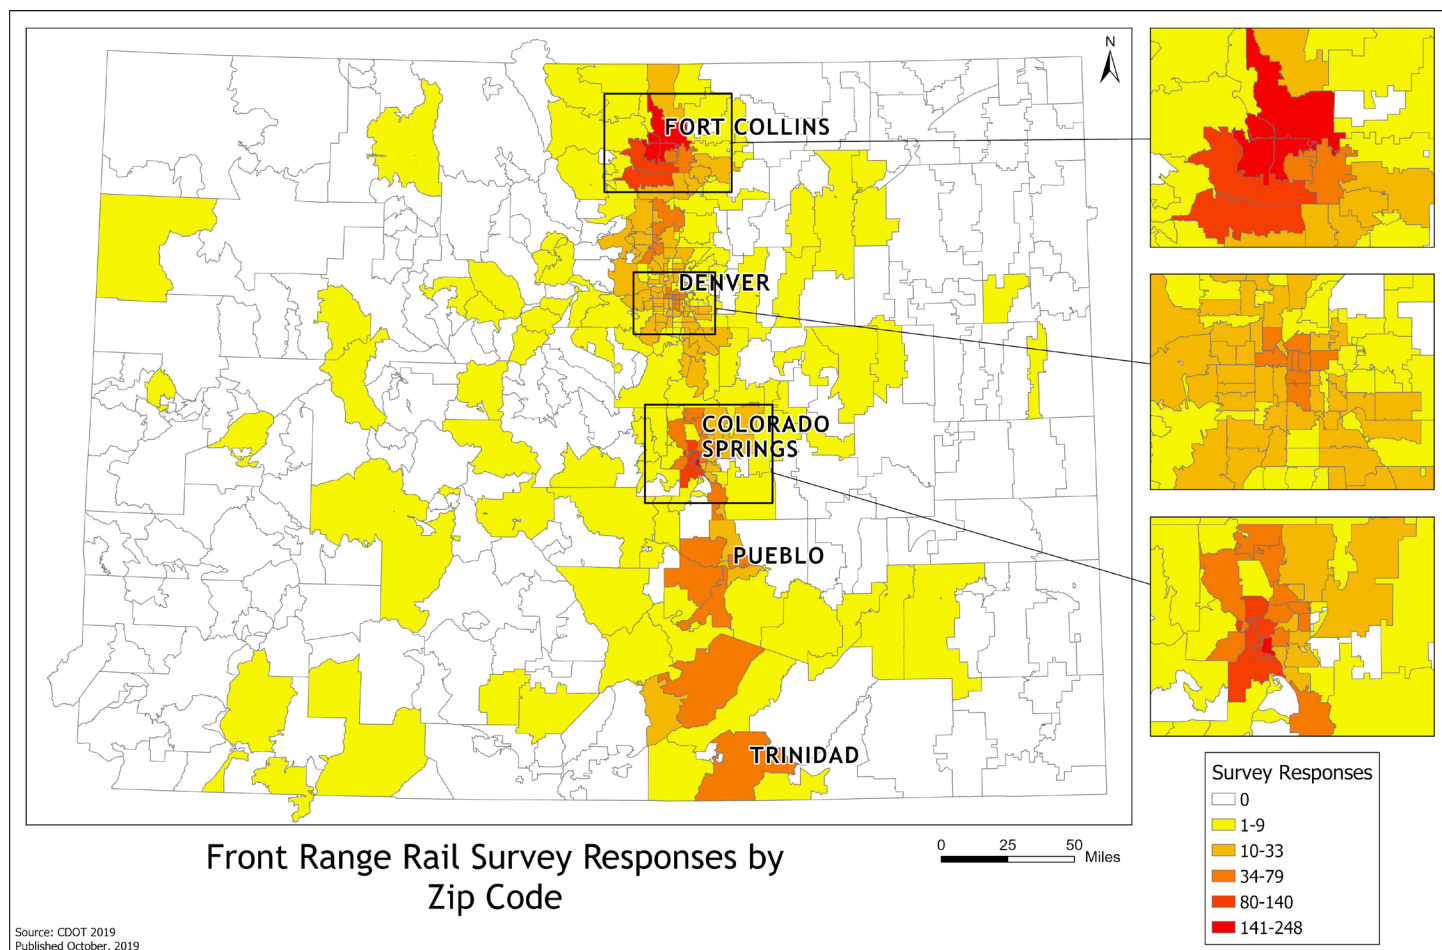 N
FORT COLLINS
DENVER
COLORADO
SPRINGS
PUEBLO
TRINIDAD
Survey Responses
0
1-9
10-33
34-79
80-140
141-248
0 25 50
Miles
Front Range Rail Survey Responses by
Zip Code
Source: CDOT 2019
Published October, 2019